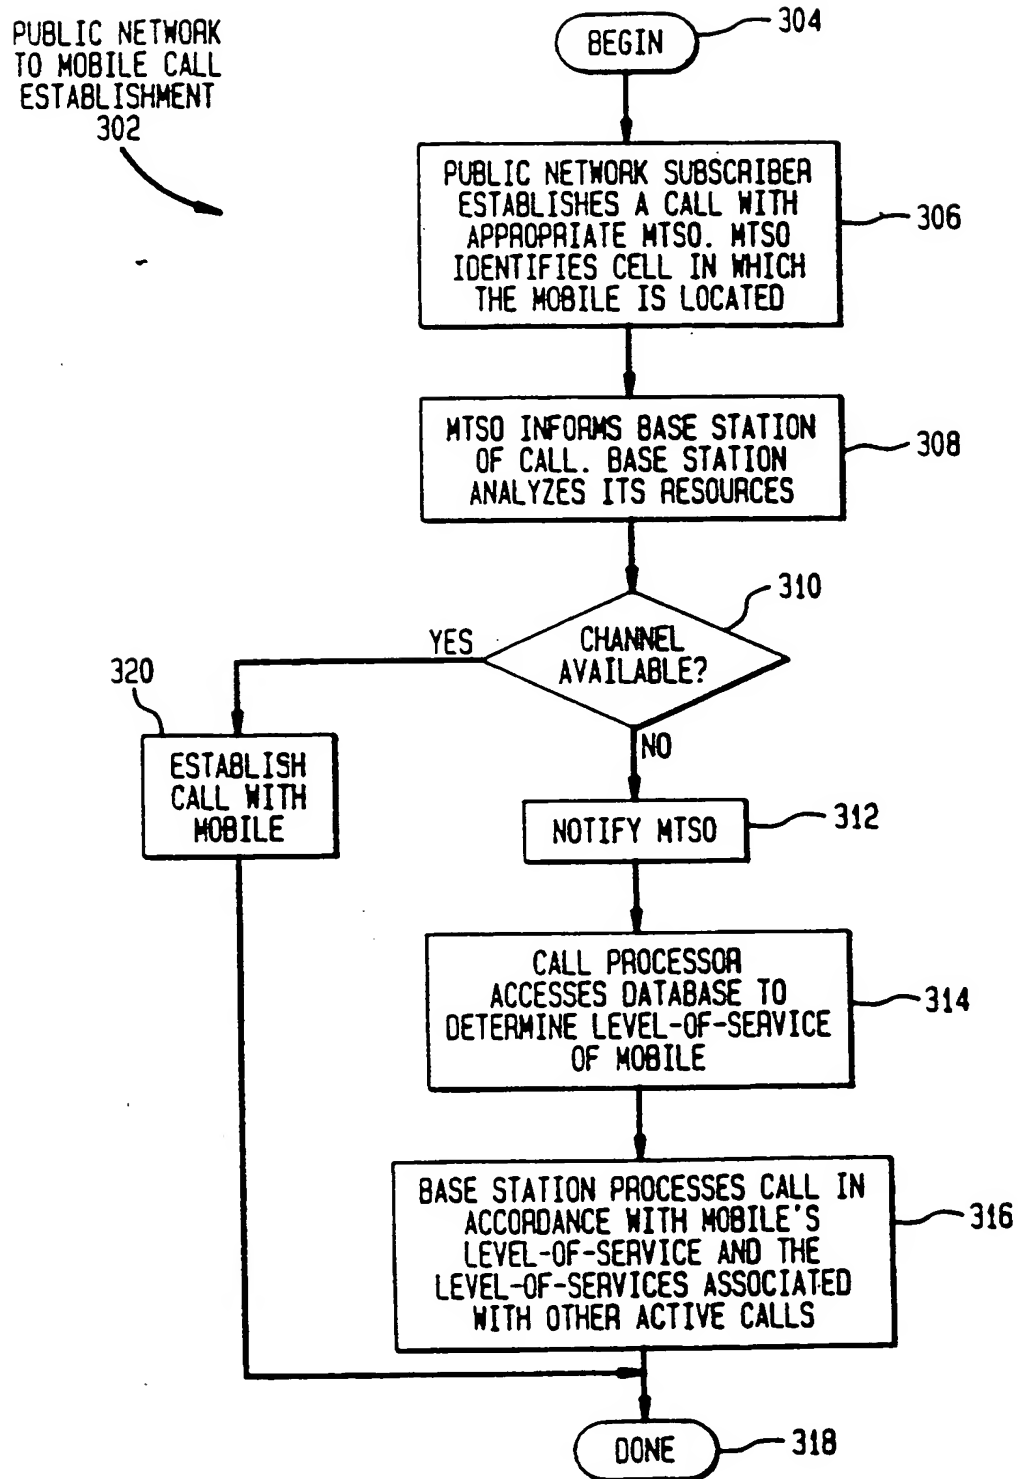 PUBLIC NETWORK
TO MOBILE CALL
ESTABLISHMENT
302
BEGIN
304
PUBLIC NETWORK SUBSCRIBER
ESTABLISHES A CALL WITH
APPROPRIATE MTSO. MTSO
IDENTIFIES CELL IN WHICH
THE MOBILE IS LOCATED
306
MTSO INFORMS BASE STATION
OF CALL. BASE STATION
ANALYZES ITS RESOURCES
308
310
CHANNEL
AVAILABLE?
YES
NO
320
ESTABLISH
CALL WITH
MOBILE
NOTIFY MTSO
312
CALL PROCESSOR
ACCESSES DATABASE TO
DETERMINE LEVEL-OF-SERVICE
OF MOBILE
314
BASE STATION PROCESSES CALL IN
ACCORDANCE WITH MOBILE'S
LEVEL-OF-SERVICE AND THE
LEVEL-OF-SERVICES ASSOCIATED
WITH OTHER ACTIVE CALLS
316
DONE
318